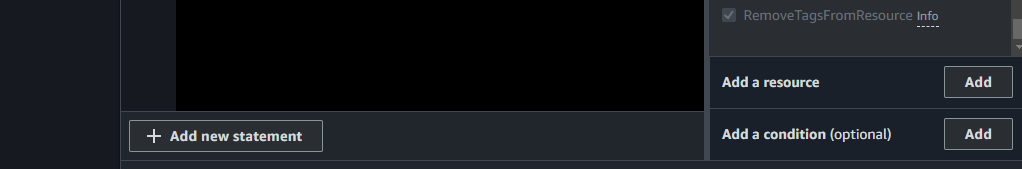 RemoveTagsFromResource Info
Add a resource
Add
Add new statement
Add a condition (optional)
Add